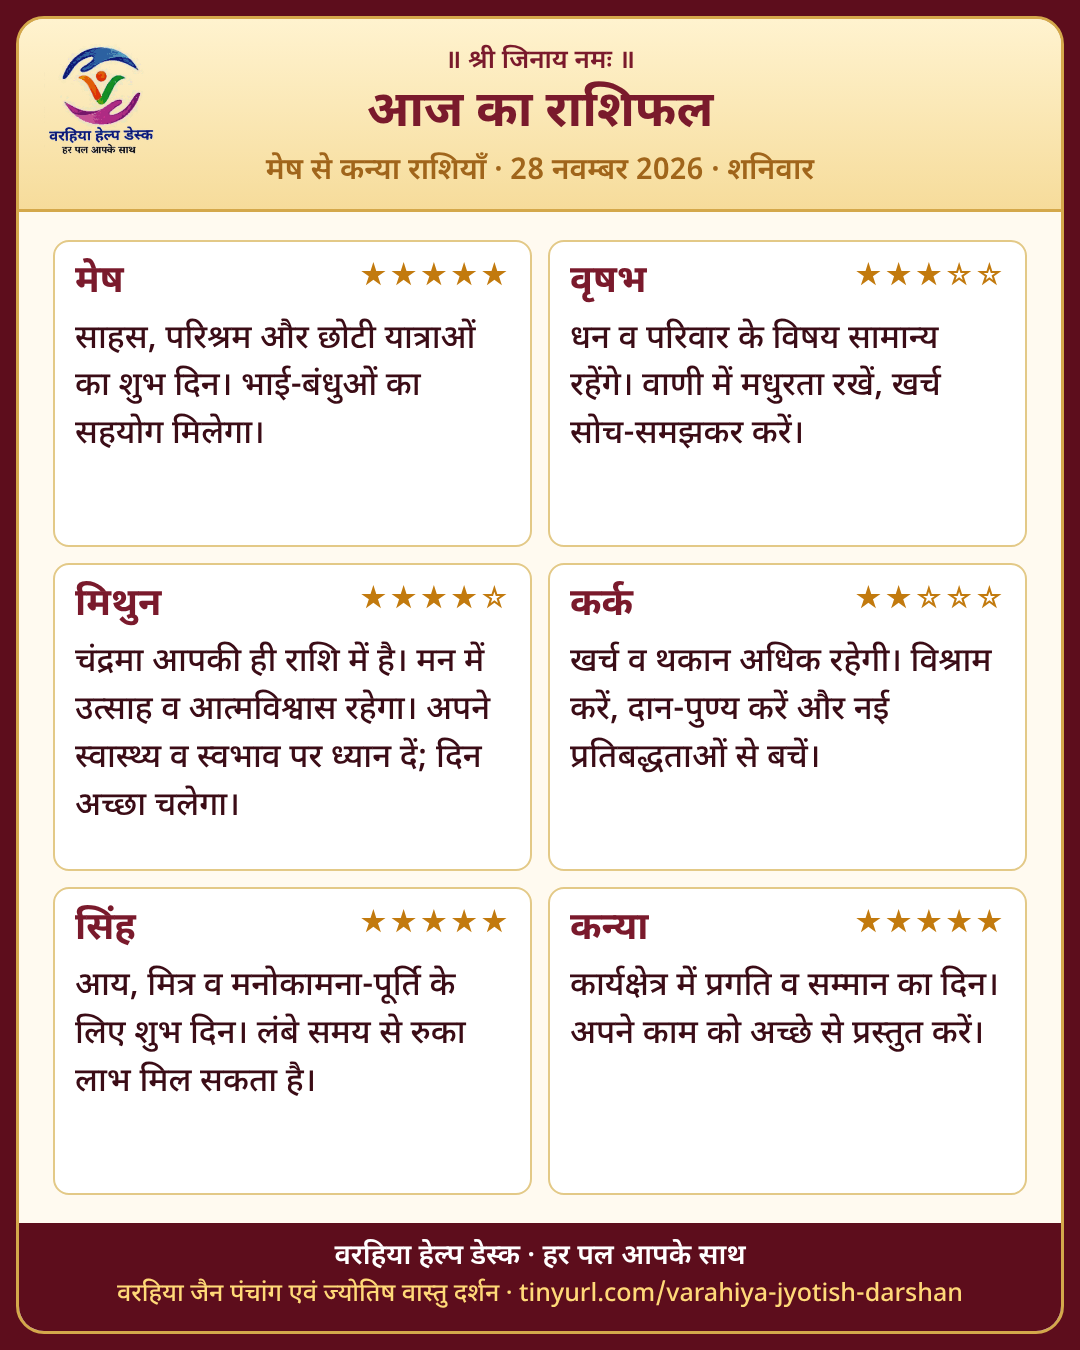 वरहिया हेल्प डेस्क
हर पल आपके साथ
॥ श्री जिनाय नमः ॥
आज का राशिफल
मेष से कन्या राशियाँ · 28 नवम्बर 2026 · शनिवार
मेष ★★★★★
साहस, परिश्रम और छोटी यात्राओं
का शुभ दिन। भाई-बंधुओं का
सहयोग मिलेगा।
वृषभ ★★★☆☆
धन व परिवार के विषय सामान्य
रहेंगे। वाणी में मधुरता रखें, खर्च
सोच-समझकर करें।
मिथुन ★★★★☆
चंद्रमा आपकी ही राशि में है। मन में
उत्साह व आत्मविश्वास रहेगा। अपने
स्वास्थ्य व स्वभाव पर ध्यान दें; दिन
अच्छा चलेगा।
कर्क ★★☆☆☆
खर्च व थकान अधिक रहेगी। विश्राम
करें, दान-पुण्य करें और नई
प्रतिबद्धताओं से बचें।
सिंह ★★★★★
आय, मित्र व मनोकामना-पूर्ति के
लिए शुभ दिन। लंबे समय से रुका
लाभ मिल सकता है।
कन्या ★★★★★
कार्यक्षेत्र में प्रगति व सम्मान का दिन।
अपने काम को अच्छे से प्रस्तुत करें।
वरहिया हेल्प डेस्क · हर पल आपके साथ
वरहिया जैन पंचांग एवं ज्योतिष वास्तु दर्शन · tinyurl.com/varahiya-jyotish-darshan